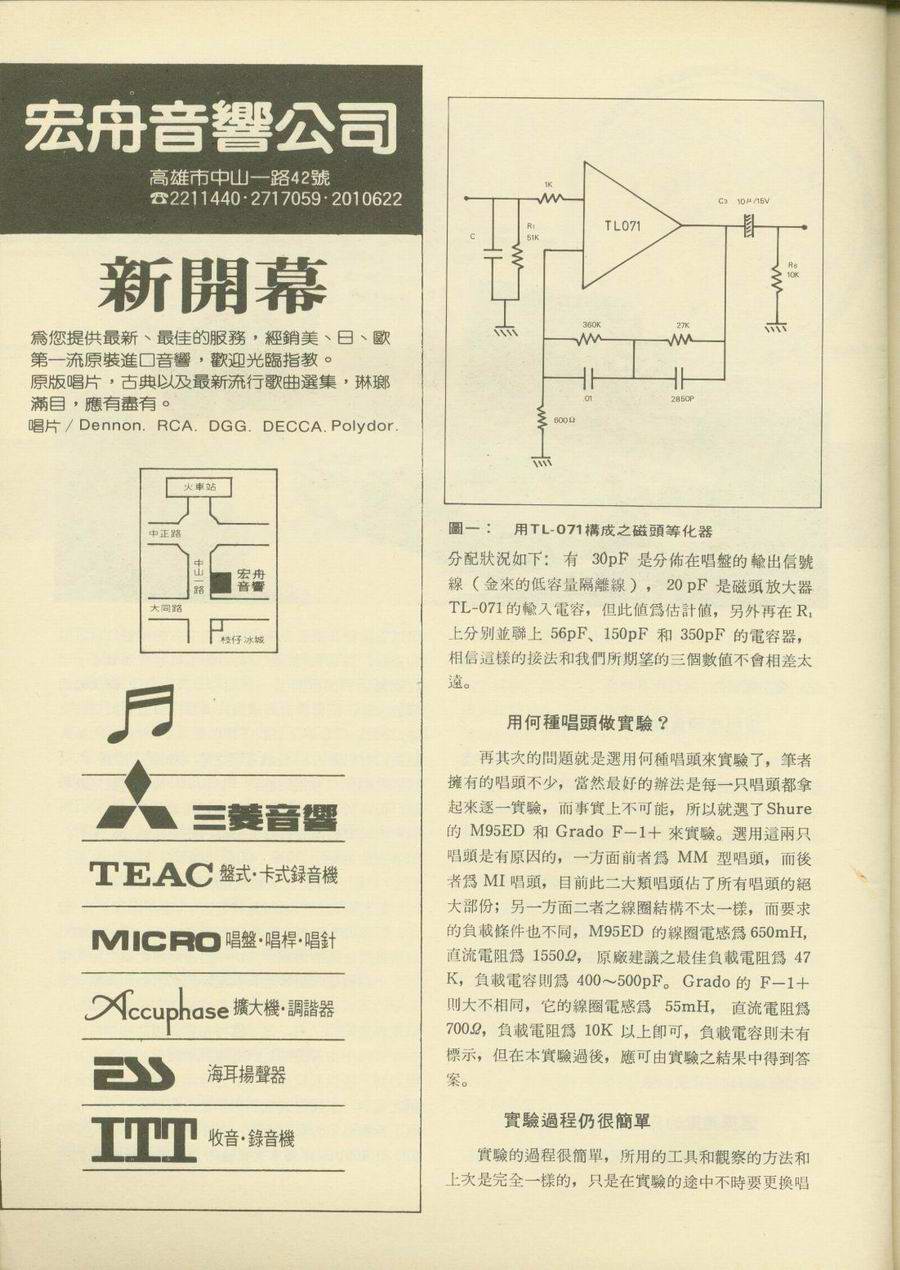 宏舟音響公司
高雄市中山一路42號
☎2211440·2717059·2010622
新開幕
爲您提供最新、最佳的服務，經銷美、日、歐
第一流原裝進口音響，歡迎光臨指教。
原版唱片，古典以及最新流行歌曲選集，琳瑯
滿目，應有盡有。
唱片/Dennon. RCA. DGG. DECCA. Polydor.
火車站
中正路
中山一路
宏舟
音響
大同路
枝仔冰城
三菱音響
TEAC 盤式·卡式録音機
MICRO 唱盤·唱桿·唱針
Accuphase 擴大機·調諧器
ESS 海耳揚聲器
ITT 收音·錄音機
1K
TL071
C3 10μ/15V
C
R1
51K
R6
10K
360K
27K
.01
2850P
600Ω
圖一： 用TL-071構成之磁頭等化器
分配狀況如下： 有 30pF 是分佈在唱盤的輸出信號
線（金來的低容量隔離線），20 pF 是磁頭放大器
TL-071的輸入電容，但此値爲估計値，另外再在 R1
上分別並聯上 56pF、150pF 和 350pF 的電容器，
相信這樣的接法和我們所期望的三個數値不會相差太
遠。
用何種唱頭做實驗？
再其次的問題就是選用何種唱頭來實驗了，筆者
擁有的唱頭不少，當然最好的辦法是每一只唱頭都拿
起來逐一實驗，而事實上不可能，所以就選了Shure
的 M95ED 和 Grado F－1+ 來實驗。選用這兩只
唱頭是有原因的，一方面前者爲 MM 型唱頭，而後
者爲 MI 唱頭，目前此二大類唱頭佔了所有唱頭的絕
大部份；另一方面二者之線圈結構不太一樣，而要求
的負載條件也不同，M95ED 的線圈電感爲 650mH，
直流電阻爲 1550Ω， 原廠建議之最佳負載電阻爲 47
K，負載電容則爲 400～500pF。Grado 的 F－1+
則大不相同，它的線圈電感爲 55mH， 直流電阻爲
700Ω，負載電阻爲 10K 以上卽可，負載電容則未有
標示，但在本實驗過後，應可由實驗之結果中得到答
案。
實驗過程仍很簡單
實驗的過程很簡單，所用的工具和觀察的方法和
上次是完全一樣的，只是在實驗的途中不時要更換唱